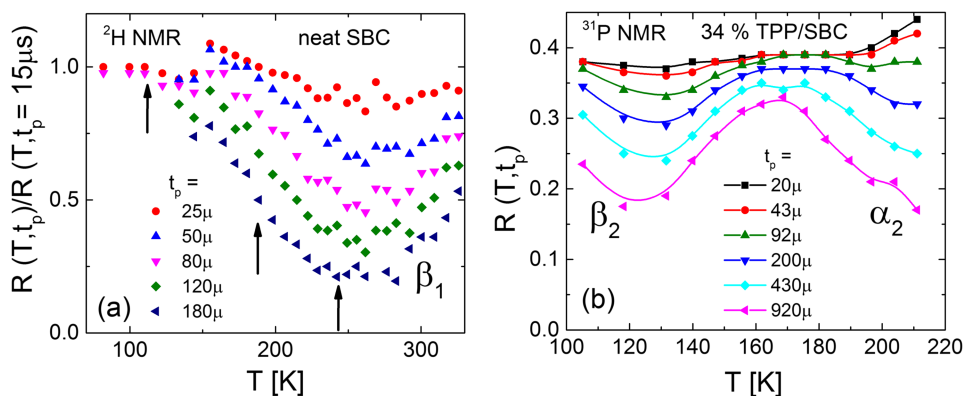 ²H NMR
neat SBC
R (T,tₚ)/R (T,tₚ = 15μs)
1.0
0.5
0.0
tₚ =
25μ
50μ
80μ
120μ
180μ
β₁
(a)
100
200
300
T [K]
³¹P NMR
34 % TPP/SBC
R (T,tₚ)
0.4
0.3
0.2
0.1
0.0
tₚ =
20μ
43μ
92μ
200μ
430μ
920μ
β₂
α₂
(b)
100
120
140
160
180
200
220
T [K]